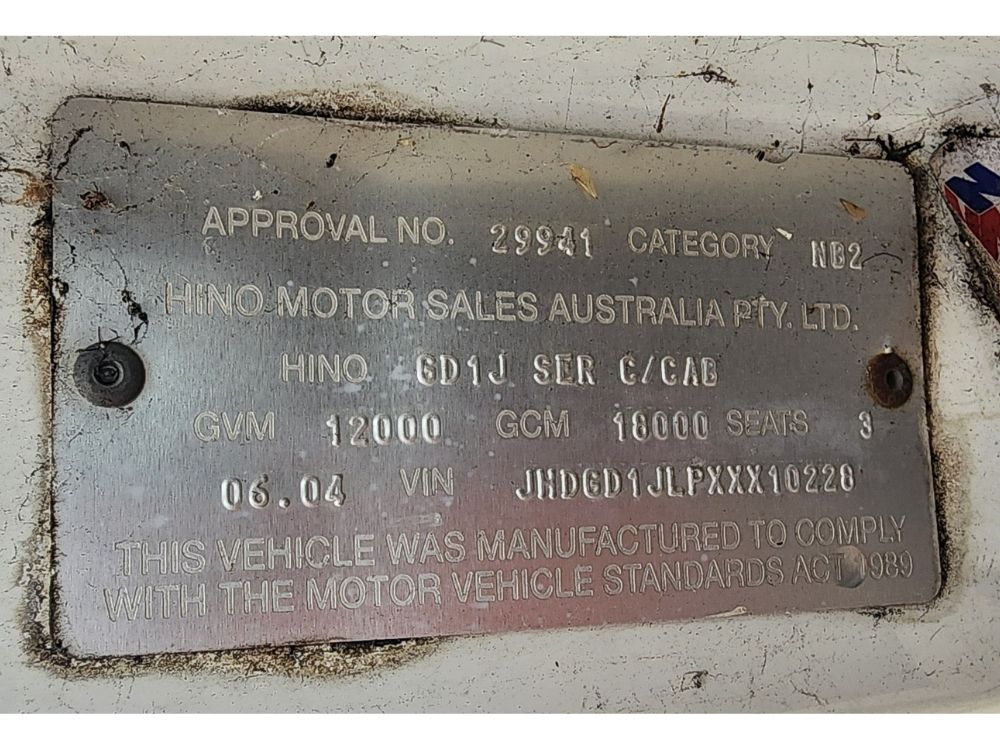 APPROVAL NO. 29941 CATEGORY NB2
HINO MOTOR SALES AUSTRALIA PTY. LTD.
HINO GD1J SER C/CAB
GVM 12000 GCM 18000 SEATS 3
06.04 VIN JHDGD1JLPXXX10228
THIS VEHICLE WAS MANUFACTURED TO COMPLY
WITH THE MOTOR VEHICLE STANDARDS ACT 1989